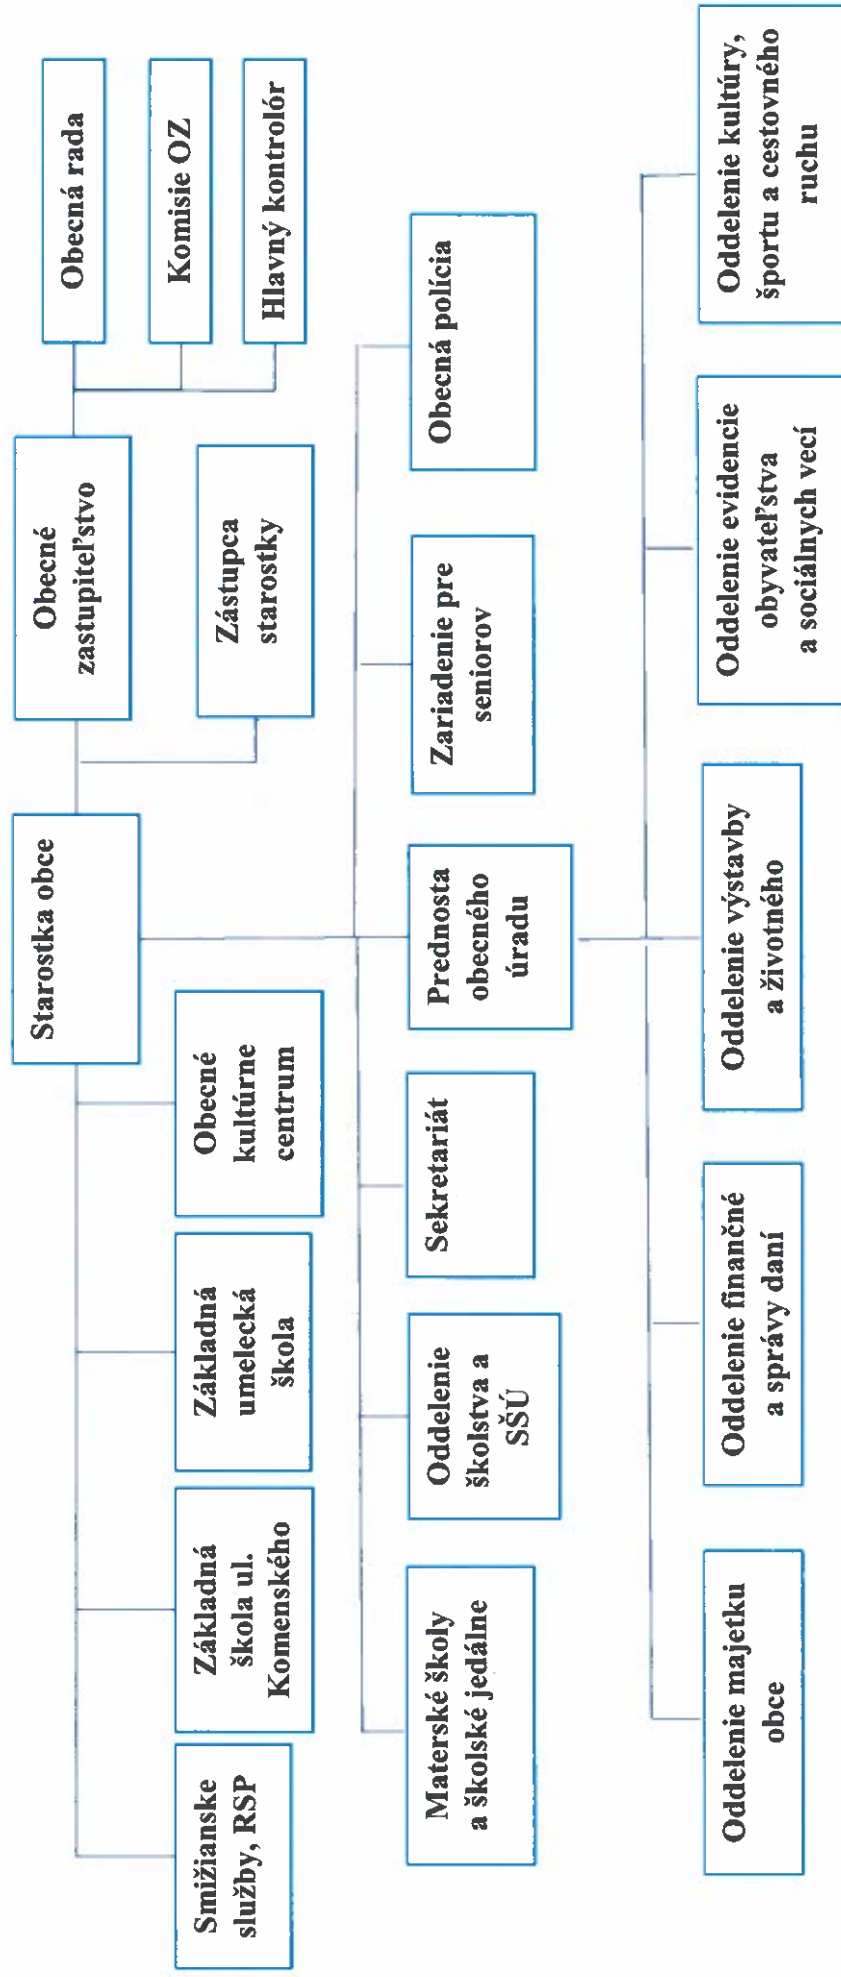 Starostka obce
Obecné
zastupiteľstvo
Obecná rada
Komisie OZ
Hlavný kontrolór
Zástupca
starostky
Smižianske
služby, RSP
Základná
škola ul.
Komenského
Základná
umelecká
škola
Obecné
kultúrne
centrum
Materské školy
a školské jedálne
Oddelenie
školstva a
SŠÚ
Sekretariát
Prednosta
obecného
úradu
Zariadenie pre
seniorov
Obecná polícia
Oddelenie majetku
obce
Oddelenie finančné
a správy daní
Oddelenie výstavby
a životného
Oddelenie evidencie
obyvateľstva
a sociálnych vecí
Oddelenie kultúry,
športu a cestovného
ruchu